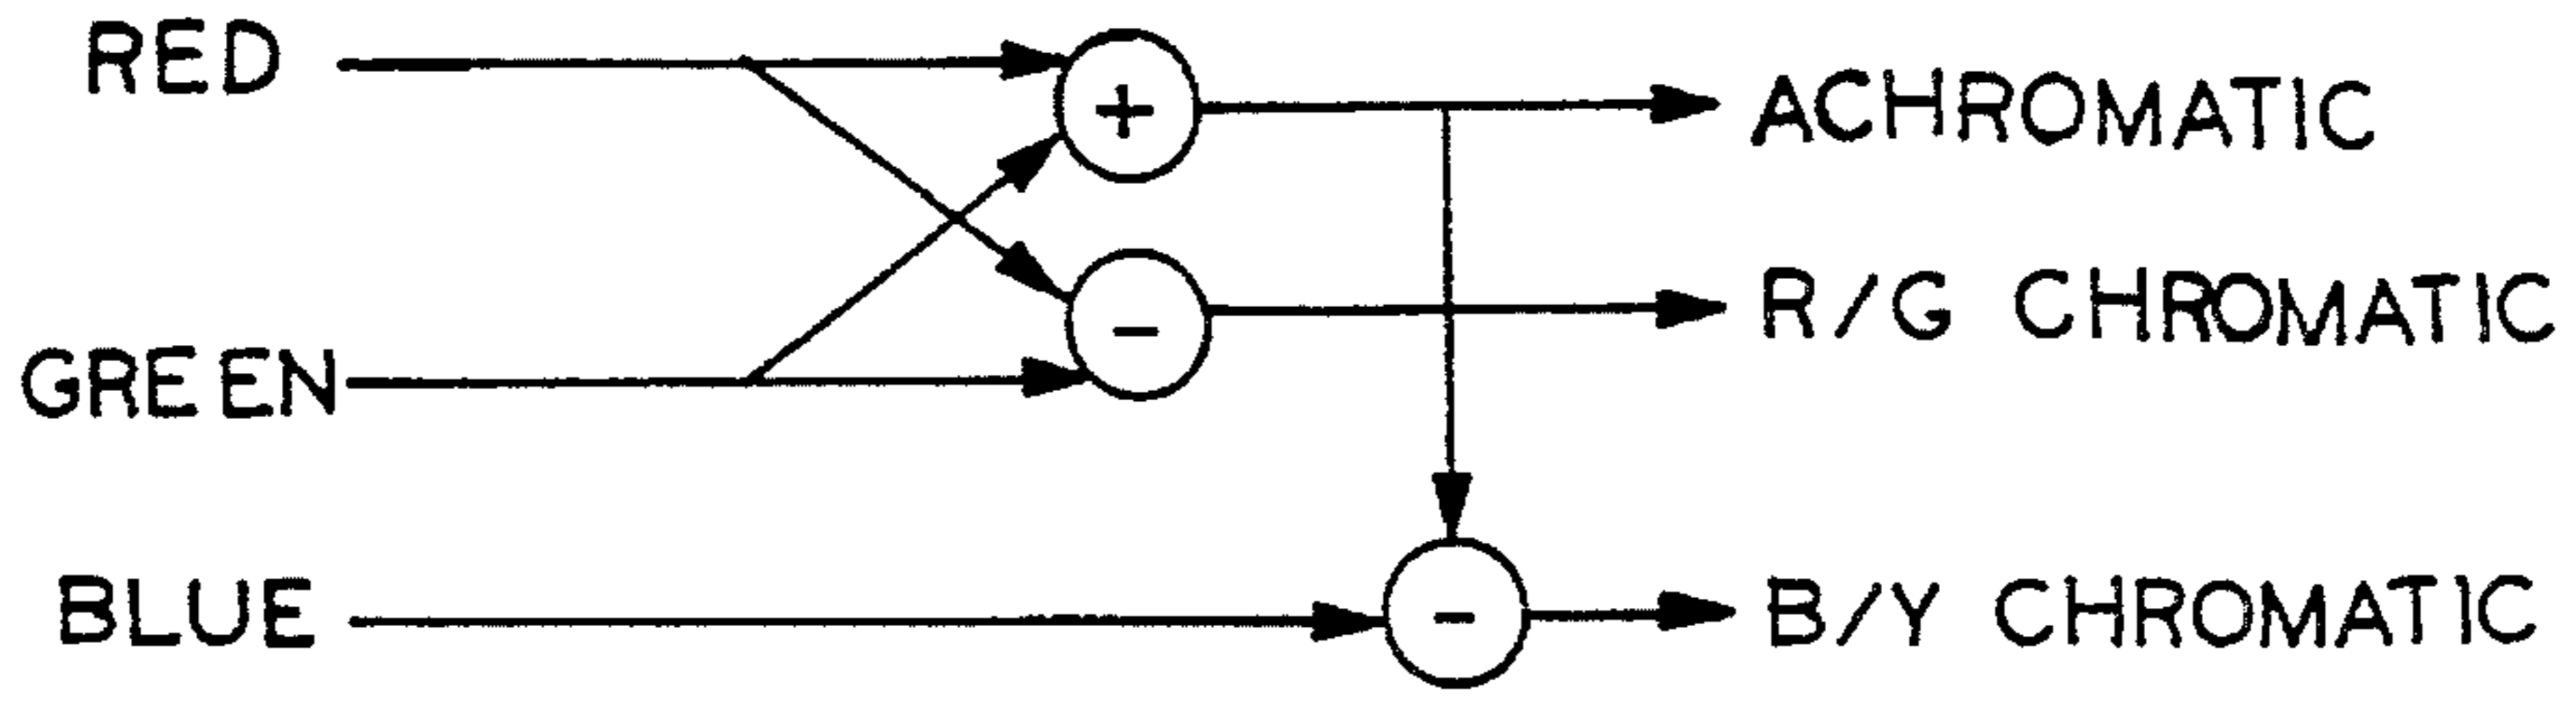 RED
+
ACHROMATIC
-
R/G CHROMATIC
GREEN
BLUE
-
B/Y CHROMATIC